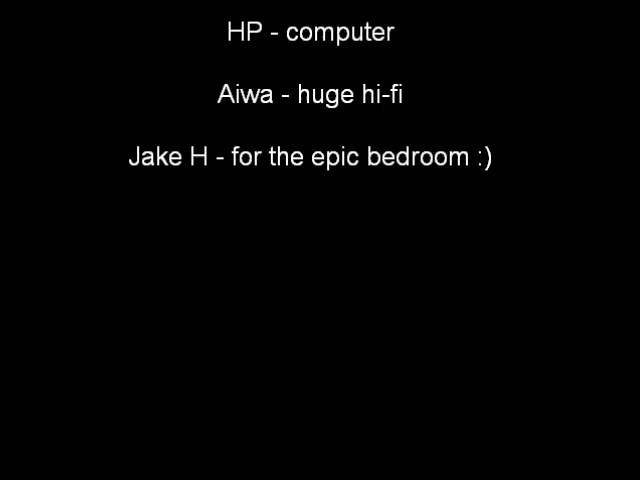 HP - computer
Aiwa - huge hi-fi
Jake H - for the epic bedroom :)